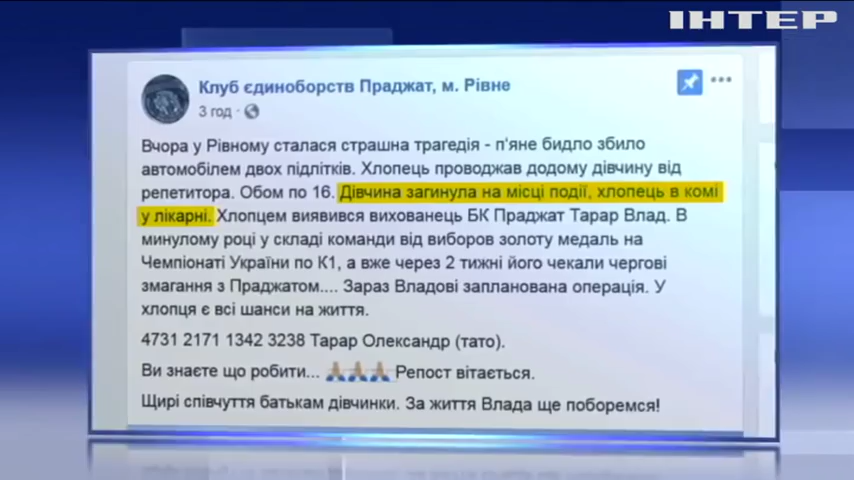 ІНТЕР
Клуб єдиноборств Праджат, м. Рівне
3 год ·
Вчора у Рівному сталася страшна трагедія - п'яне бидло збило
автомобілем двох підлітків. Хлопець проводжав додому дівчину від
репетитора. Обом по 16. Дівчина загинула на місці події, хлопець в комі
у лікарні. Хлопцем виявився вихованець БК Праджат Тарар Влад. В
минулому році у складі команди від виборов золоту медаль на
Чемпіонаті України по К1, а вже через 2 тижні його чекали чергові
змагання з Праджатом.... Зараз Владові запланована операція. У
хлопця є всі шанси на життя.
4731 2171 1342 3238 Тарар Олександр (тато).
Ви знаєте що робити... 🙏🙏🙏 Репост вітається.
Щирі співчуття батькам дівчинки. За життя Влада ще поборемся!